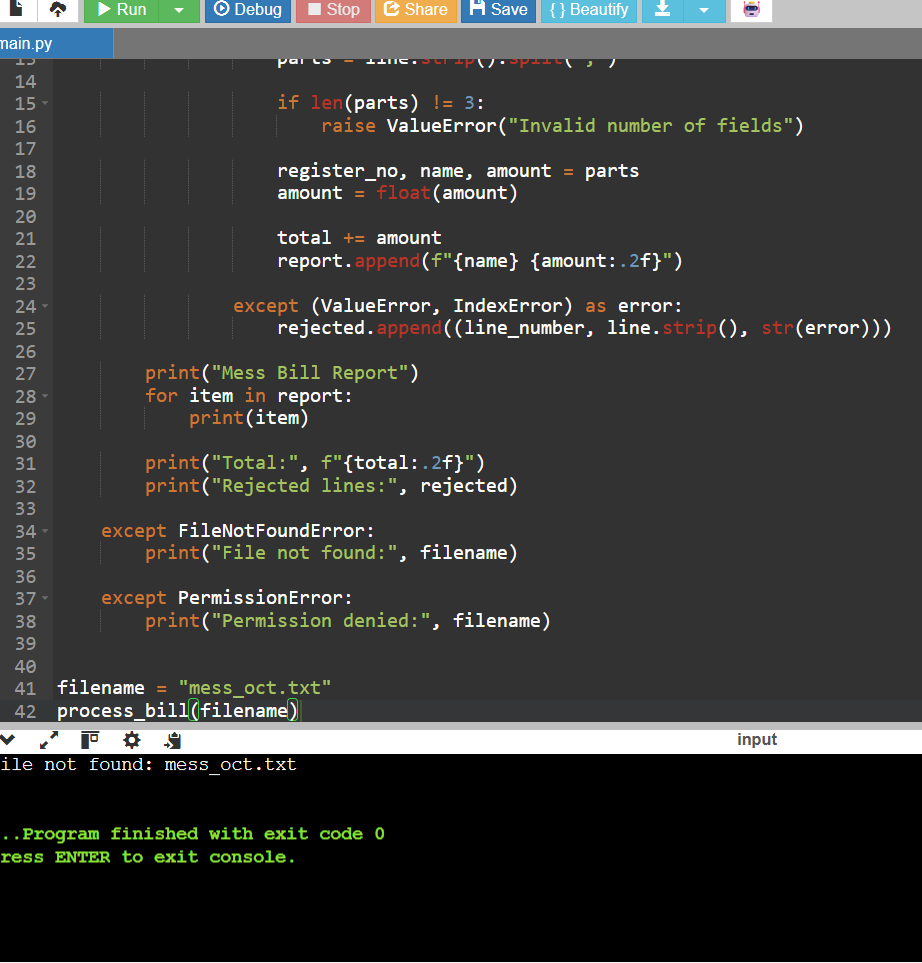 Run Debug Stop Share Save { } Beautify
main.py
14
15 if len(parts) != 3:
16 raise ValueError("Invalid number of fields")
17
18 register_no, name, amount = parts
19 amount = float(amount)
20
21 total += amount
22 report.append(f"{name} {amount:.2f}")
23
24 except (ValueError, IndexError) as error:
25 rejected.append((line_number, line.strip(), str(error)))
26
27 print("Mess Bill Report")
28 for item in report:
29 print(item)
30
31 print("Total:", f"{total:.2f}")
32 print("Rejected lines:", rejected)
33
34 except FileNotFoundError:
35 print("File not found:", filename)
36
37 except PermissionError:
38 print("Permission denied:", filename)
39
40
41 filename = "mess_oct.txt"
42 process_bill(filename)
input
ile not found: mess_oct.txt
..Program finished with exit code 0
ress ENTER to exit console.